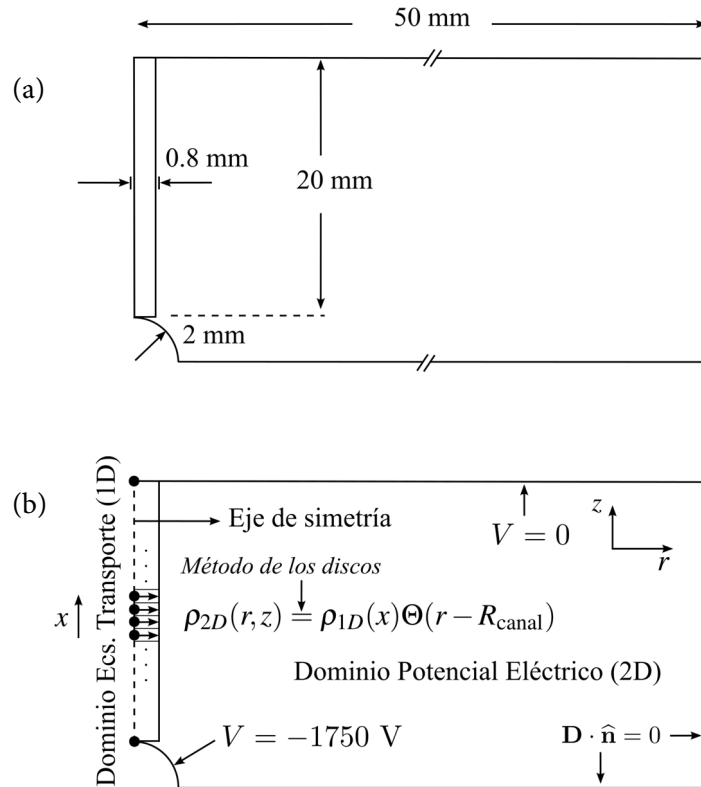 50 mm
(a)
0.8 mm
20 mm
2 mm
(b)
Dominio Ecs. Transporte (1D)
Eje de simetría
V = 0
z
r
Método de los discos
x
ρ2D(r,z) = ρ1D(x)Θ(r − Rcanal)
Dominio Potencial Eléctrico (2D)
V = −1750 V
D · n̂ = 0